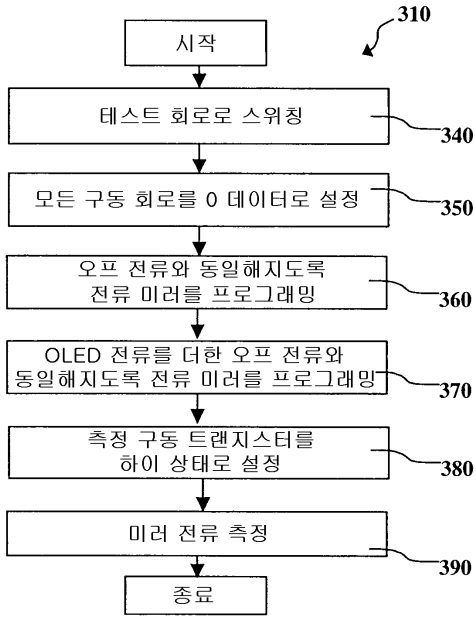 310
시작
테스트 회로로 스위칭
340
모든 구동 회로를 0 데이터로 설정
350
오프 전류와 동일해지도록
전류 미러를 프로그래밍
360
OLED 전류를 더한 오프 전류와
동일해지도록 전류 미러를 프로그래밍
370
측정 구동 트랜지스터를
하이 상태로 설정
380
미러 전류 측정
390
종료